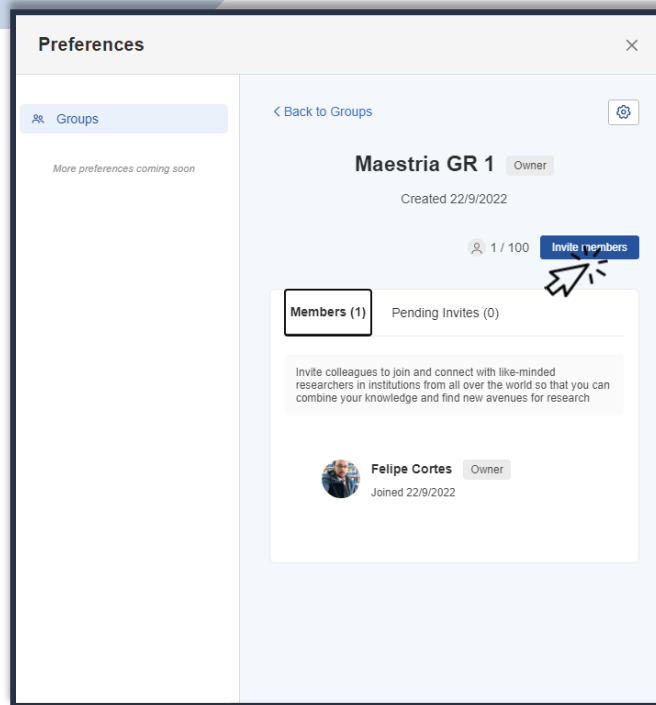 Preferences
Groups
More preferences coming soon
Back to Groups
Maestria GR 1 Owner
Created 22/9/2022
1 / 100 Invite members
Members (1) Pending Invites (0)
Invite colleagues to join and connect with like-minded
researchers in institutions from all over the world so that you can
combine your knowledge and find new avenues for research
Felipe Cortes Owner
Joined 22/9/2022